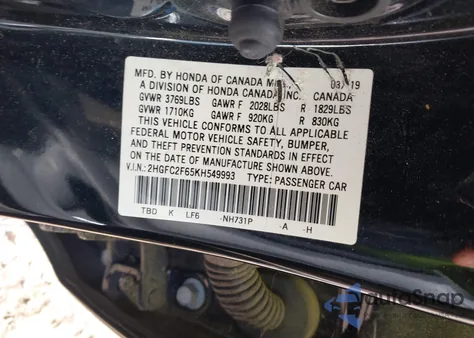 MFD. BY HONDA OF CANADA MFG., 03/19
A DIVISION OF HONDA CANADA INC. CANADA
GVWR 3769LBS GAWR F 2028LBS R 1829LBS
GVWR 1710KG GAWR F 920KG R 830KG
THIS VEHICLE CONFORMS TO ALL APPLICABLE
FEDERAL MOTOR VEHICLE SAFETY, BUMPER,
AND THEFT PREVENTION STANDARDS IN EFFECT
ON THE DATE OF MANUFACTURE SHOWN ABOVE.
V.I.N.: 2HGFC2F65KH549993 TYPE: PASSENGER CAR
TBD K LF6 -NH731P -A -H
AutoSnap